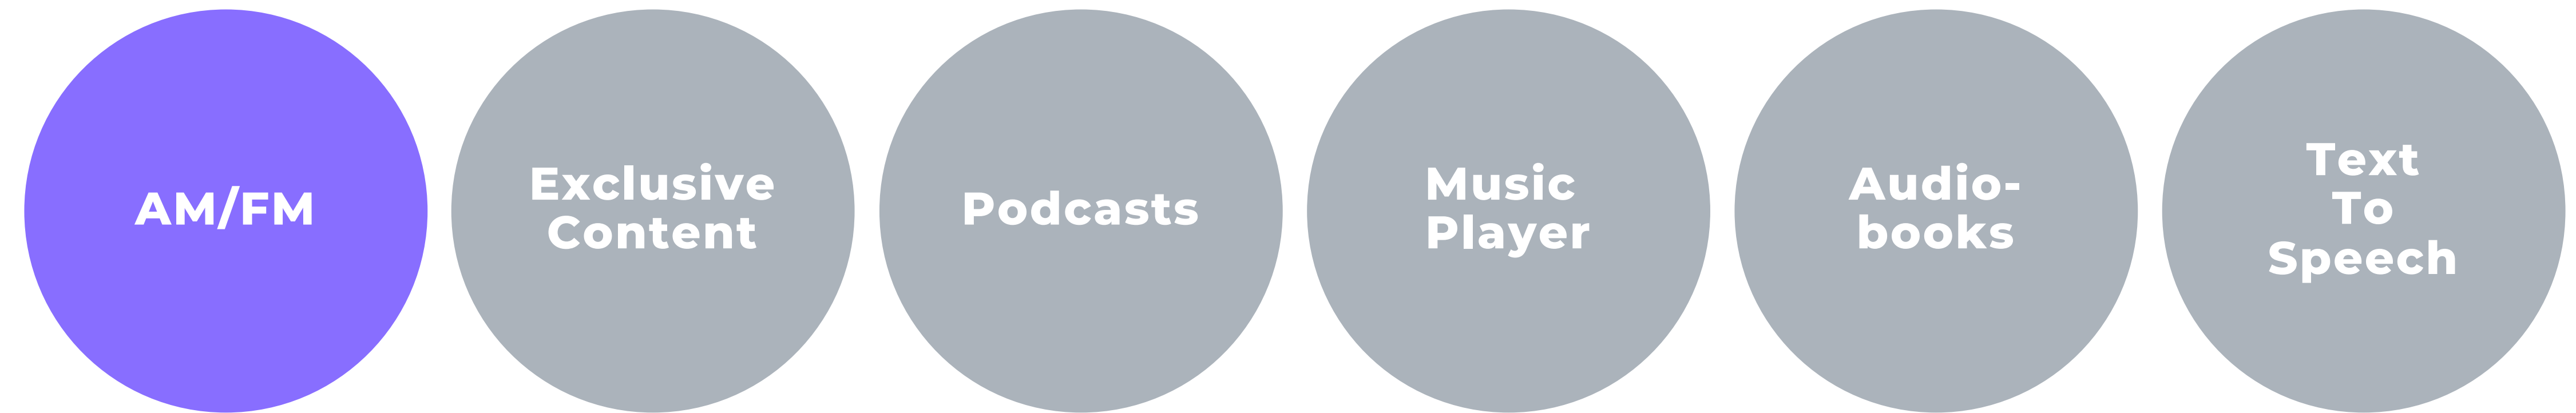 AM/FM
Exclusive
Content
Podcasts
Music
Player
Audio-
books
Text
To
Speech